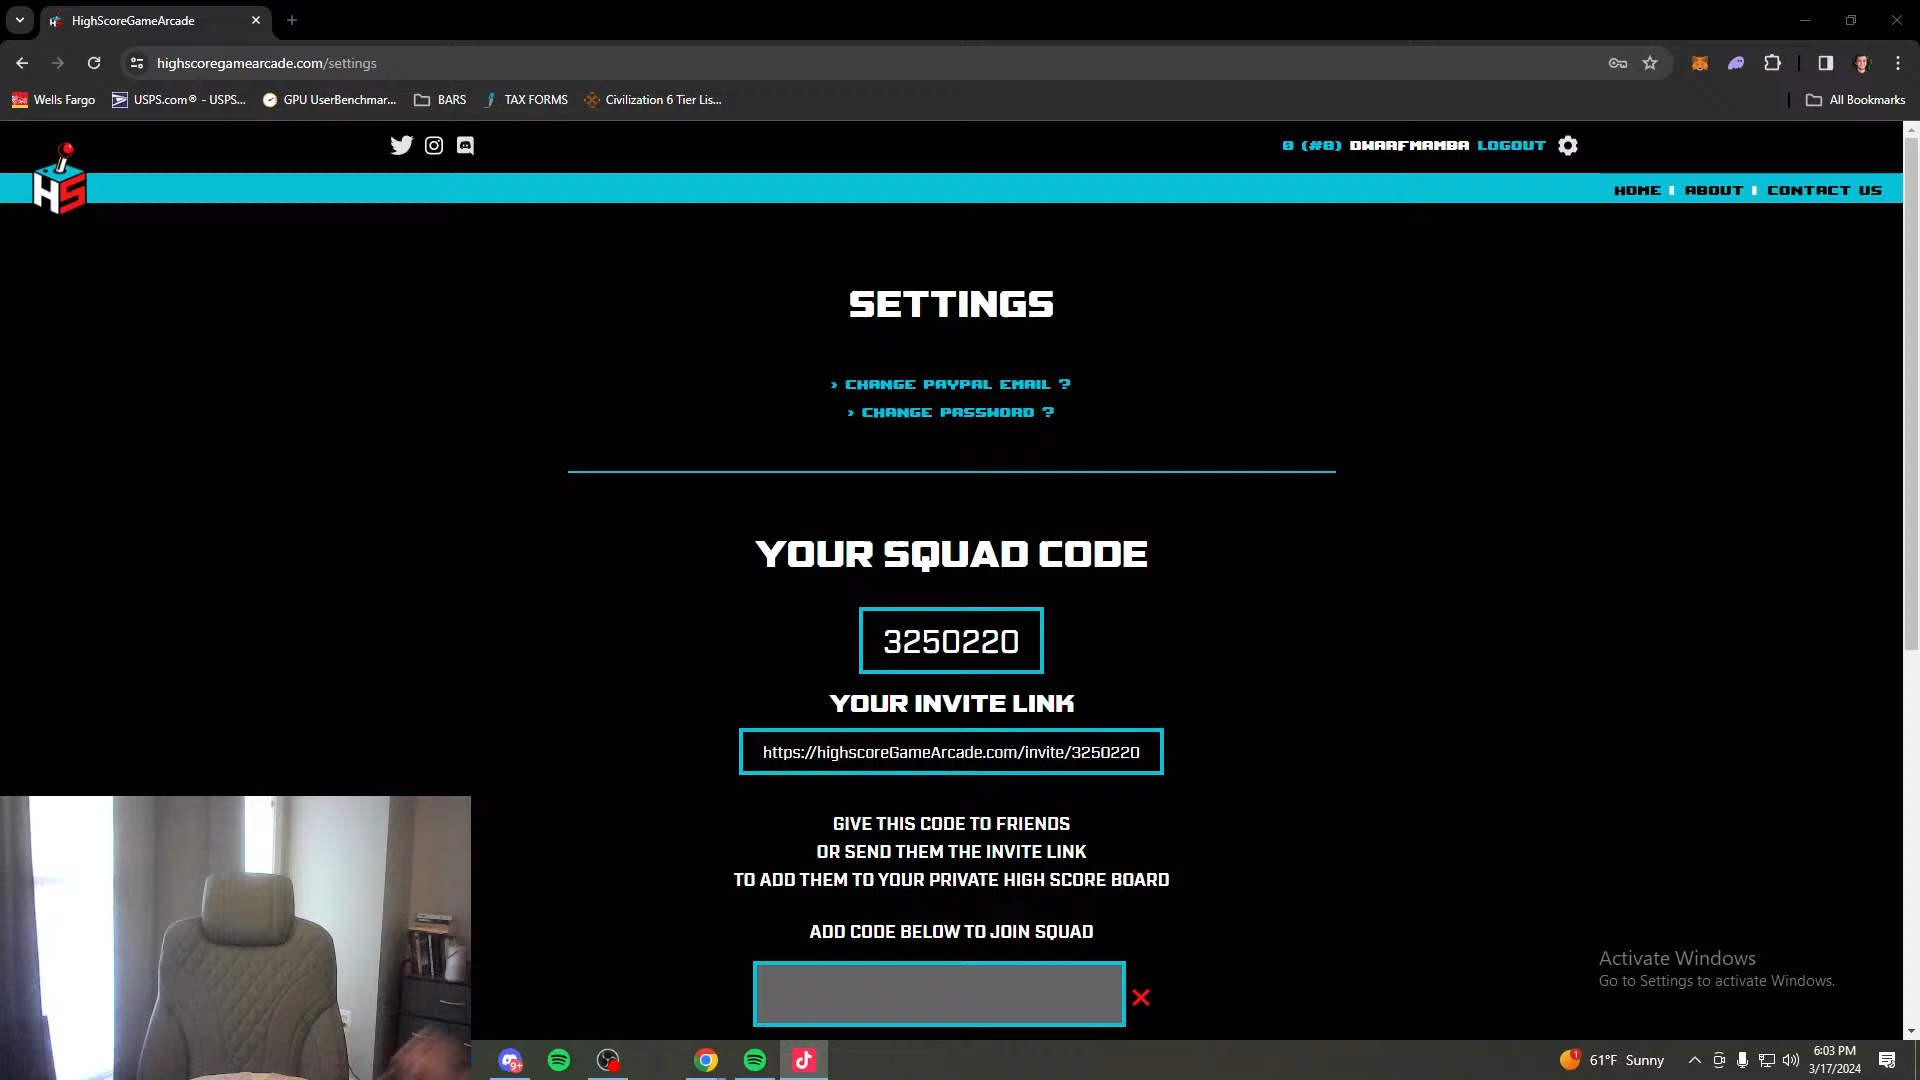 HighScoreGameArcade
highscoregamearcade.com/settings
Wells Fargo
USPS.com® - USPS...
GPU UserBenchmar...
BARS
TAX FORMS
Civilization 6 Tier Lis...
All Bookmarks
0 (#0) DWARFMAMBA LOGOUT
HS
HOME | ABOUT | CONTACT US
SETTINGS
> CHANGE PAYPAL EMAIL ?
> CHANGE PASSWORD ?
YOUR SQUAD CODE
3250220
YOUR INVITE LINK
https://highscoreGameArcade.com/invite/3250220
GIVE THIS CODE TO FRIENDS
OR SEND THEM THE INVITE LINK
TO ADD THEM TO YOUR PRIVATE HIGH SCORE BOARD
ADD CODE BELOW TO JOIN SQUAD
Activate Windows
Go to Settings to activate Windows.
9+
1
61°F Sunny
6:03 PM
3/17/2024